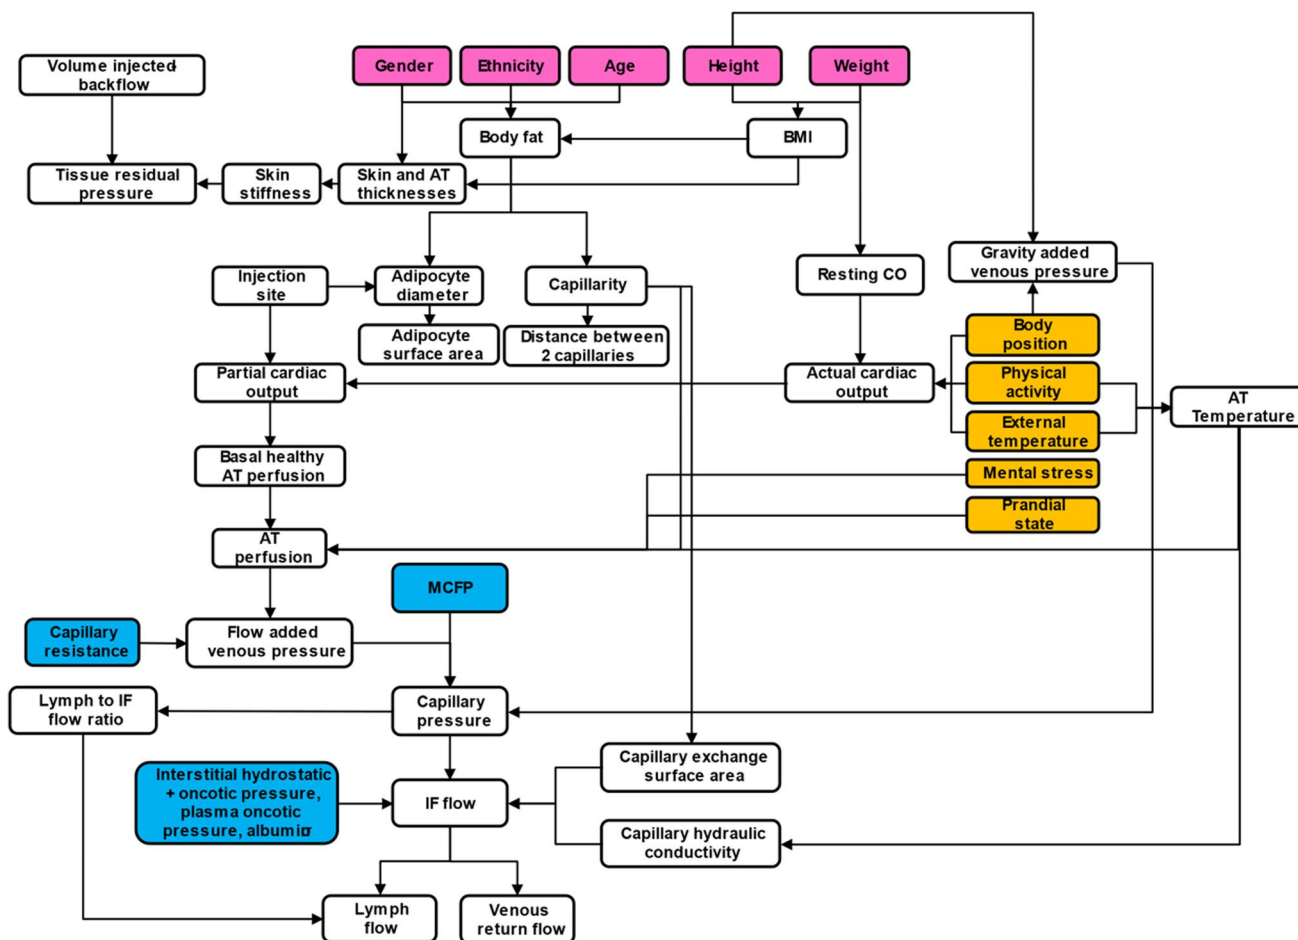 Volume injected-
backflow
Gender
Ethnicity
Age
Height
Weight
Body fat
BMI
Tissue residual
pressure
Skin
stiffness
Skin and AT
thicknesses
Gravity added
venous pressure
Injection
site
Adipocyte
diameter
Capillarity
Resting CO
Adipocyte
surface area
Distance between
2 capillaries
Body
position
Partial cardiac
output
Actual cardiac
output
Physical
activity
AT
Temperature
External
temperature
Basal healthy
AT perfusion
Mental stress
Prandial
state
AT
perfusion
MCFP
Capillary
resistance
Flow added
venous pressure
Lymph to IF
flow ratio
Capillary
pressure
Capillary exchange
surface area
Interstitial hydrostatic
+ oncotic pressure,
plasma oncotic
pressure,
IF flow
Capillary hydraulic
conductivity
Lymph
flow
Venous
return flow